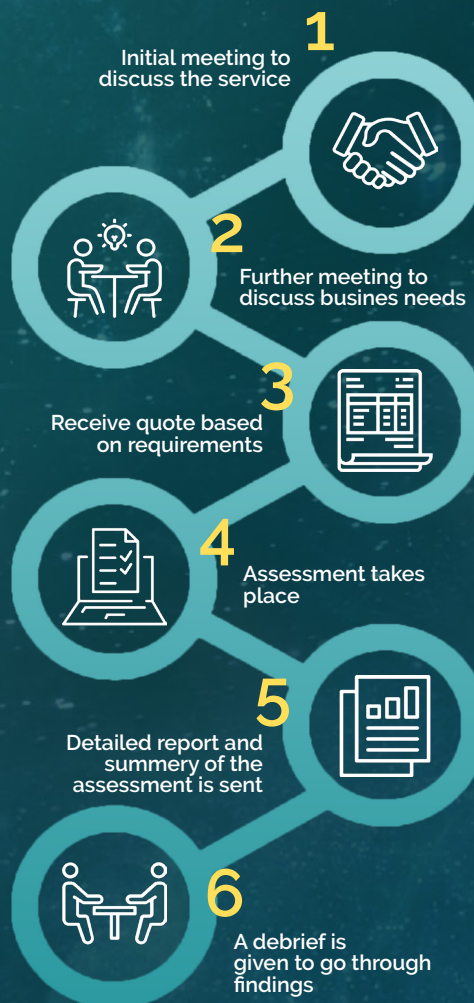 1
Initial meeting to
discuss the service
2
Further meeting to
discuss busines needs
3
Receive quote based
on requirements
4
Assessment takes
place
5
Detailed report and
summery of the
assessment is sent
6
A debrief is
given to go through
findings